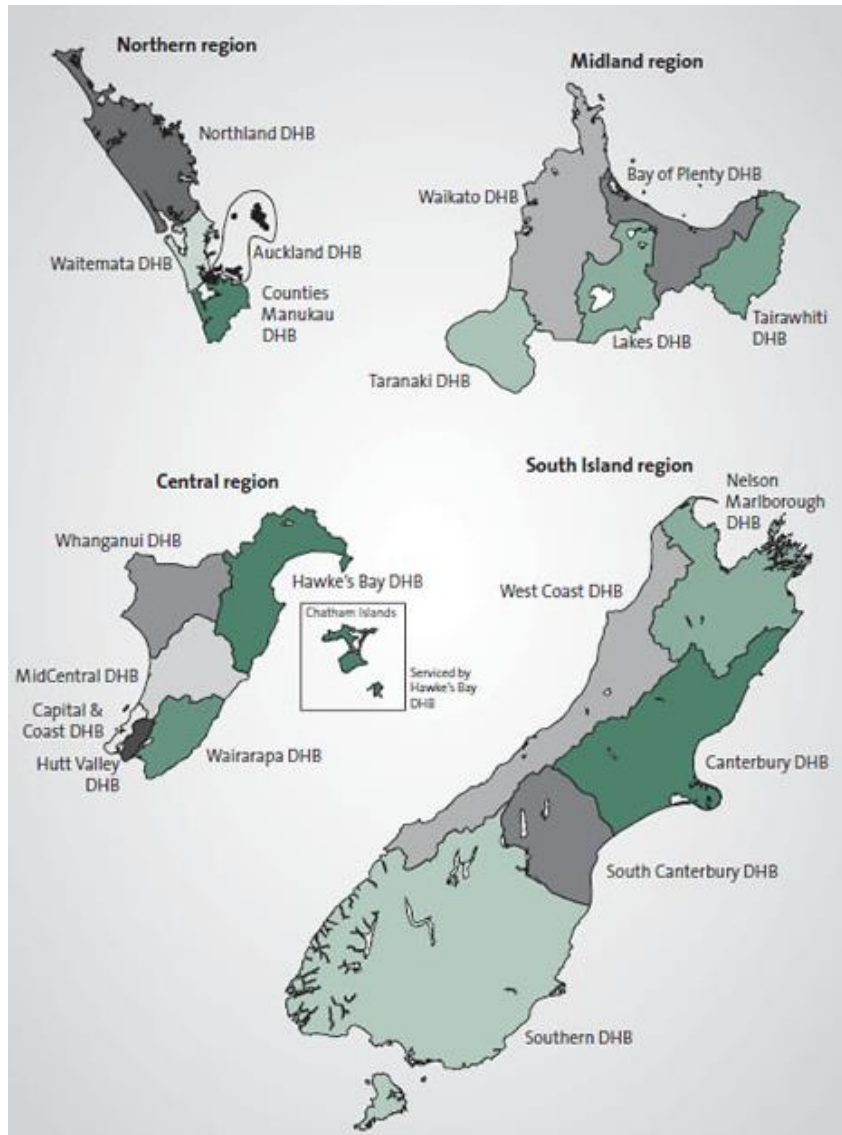 Northern region
Northland DHB
Waitemata DHB
Auckland DHB
Counties
Manukau
DHB
Midland region
Waikato DHB
Bay of Plenty DHB
Lakes DHB
Tairawhiti
DHB
Taranaki DHB
Central region
Whanganui DHB
Hawke's Bay DHB
Chatham Islands
Serviced by
Hawke's Bay
DHB
MidCentral DHB
Capital &
Coast DHB
Hutt Valley
DHB
Wairarapa DHB
South Island region
Nelson
Marlborough
DHB
West Coast DHB
Canterbury DHB
South Canterbury DHB
Southern DHB